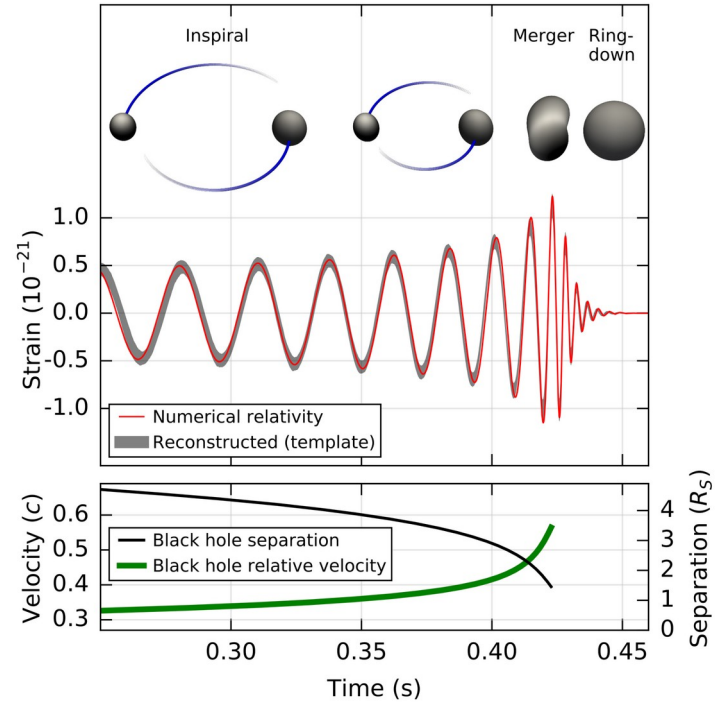 Inspiral
Merger
Ring-
down
Strain (10⁻²¹)
1.0
0.5
0.0
-0.5
-1.0
Numerical relativity
Reconstructed (template)
Velocity (c)
0.6
0.5
0.4
0.3
Black hole separation
Black hole relative velocity
Separation (R_S)
4
3
2
1
0
0.30 0.35 0.40 0.45
Time (s)